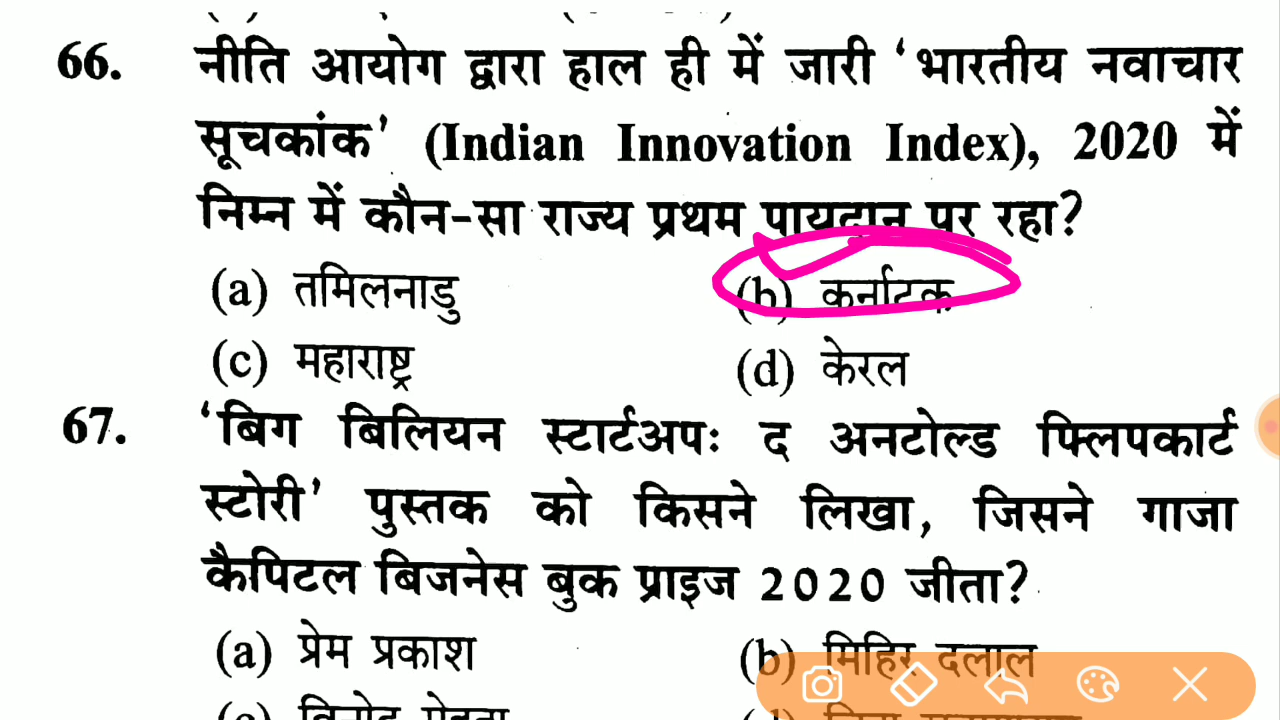 66. नीति आयोग द्वारा हाल ही में जारी ‘भारतीय नवाचार
सूचकांक’ (Indian Innovation Index), 2020 में
निम्न में कौन-सा राज्य प्रथम पायदान पर रहा?
(a) तमिलनाडु (b) कर्नाटक
(c) महाराष्ट्र (d) केरल
67. ‘बिग बिलियन स्टार्टअपः द अनटोल्ड फ्लिपकार्ट
स्टोरी’ पुस्तक को किसने लिखा, जिसने गाजा
कैपिटल बिजनेस बुक प्राइज 2020 जीता?
(a) प्रेम प्रकाश (b) मिहिर दलाल